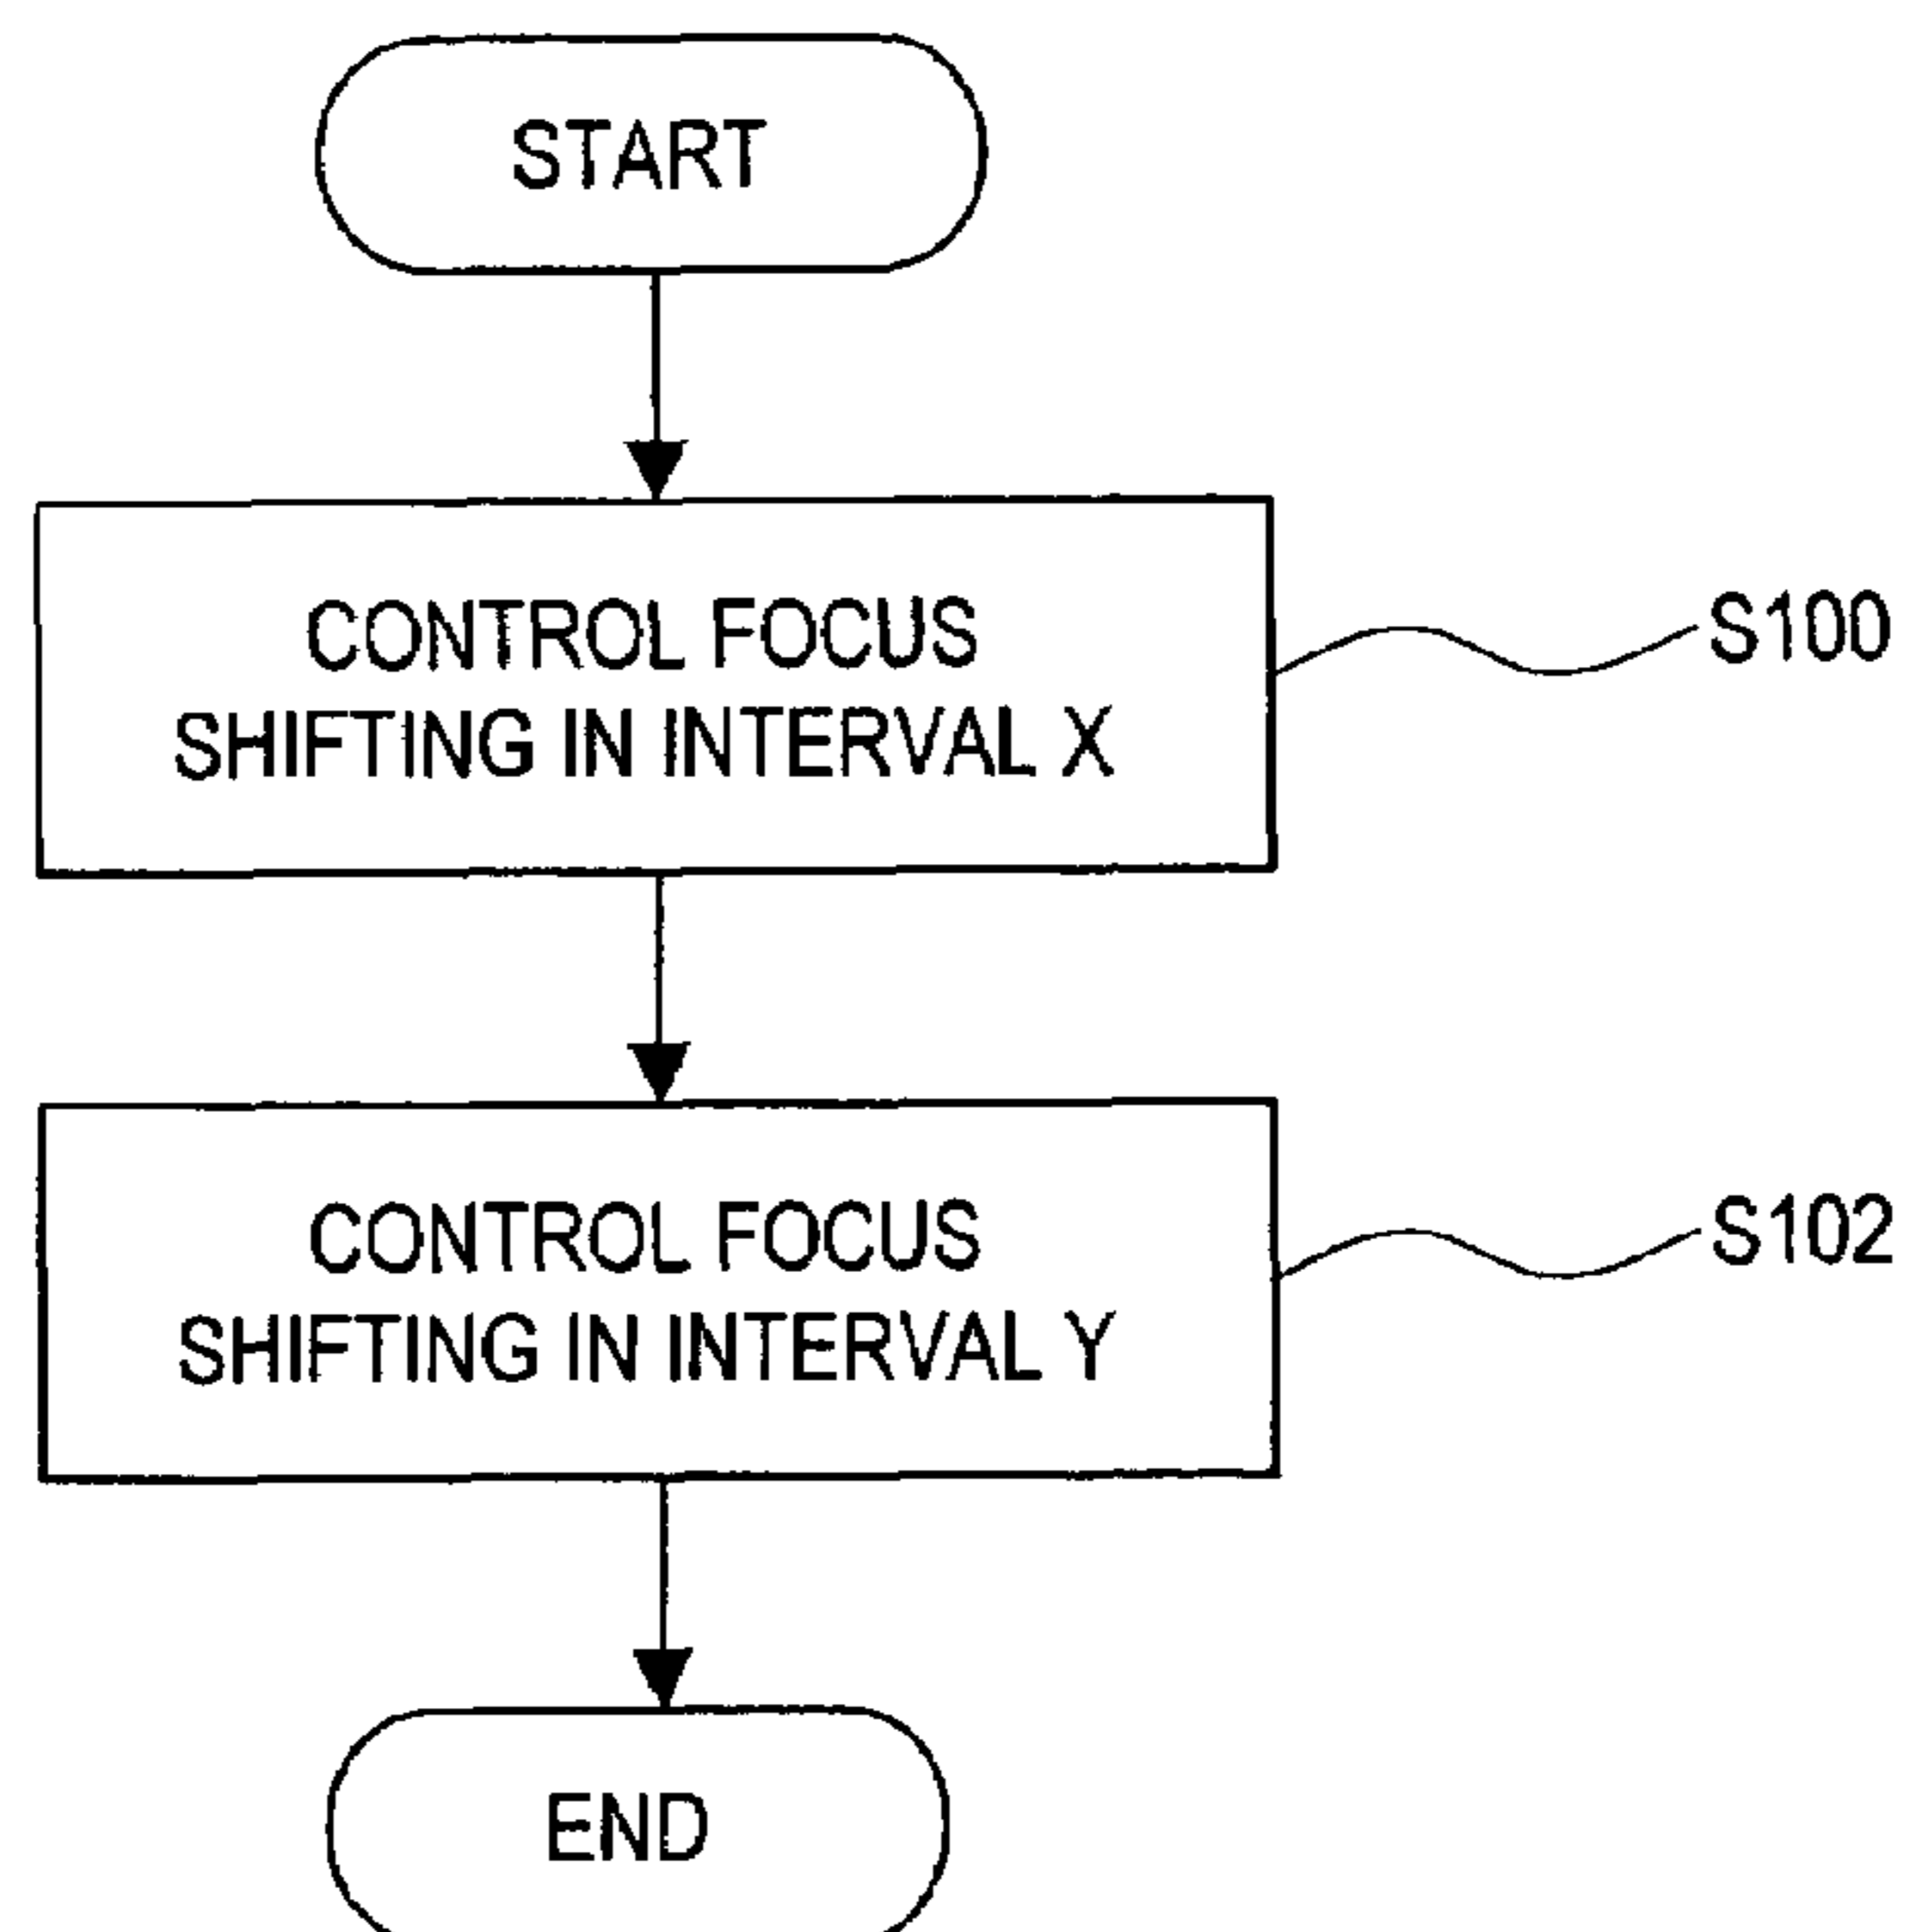 START
CONTROL FOCUS
SHIFTING IN INTERVAL X
S100
CONTROL FOCUS
SHIFTING IN INTERVAL Y
S102
END